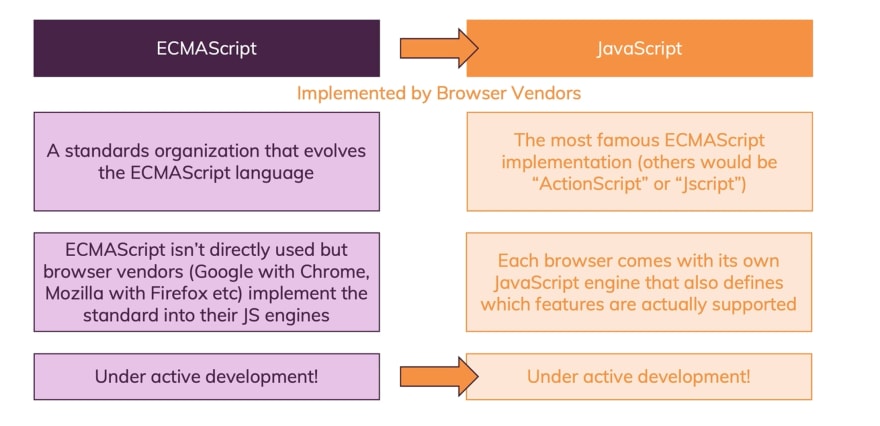 ECMAScript
JavaScript
Implemented by Browser Vendors
A standards organization that evolves
the ECMAScript language
The most famous ECMAScript
implementation (others would be
“ActionScript” or “Jscript”)
ECMAScript isn’t directly used but
browser vendors (Google with Chrome,
Mozilla with Firefox etc) implement the
standard into their JS engines
Each browser comes with its own
JavaScript engine that also defines
which features are actually supported
Under active development!
Under active development!